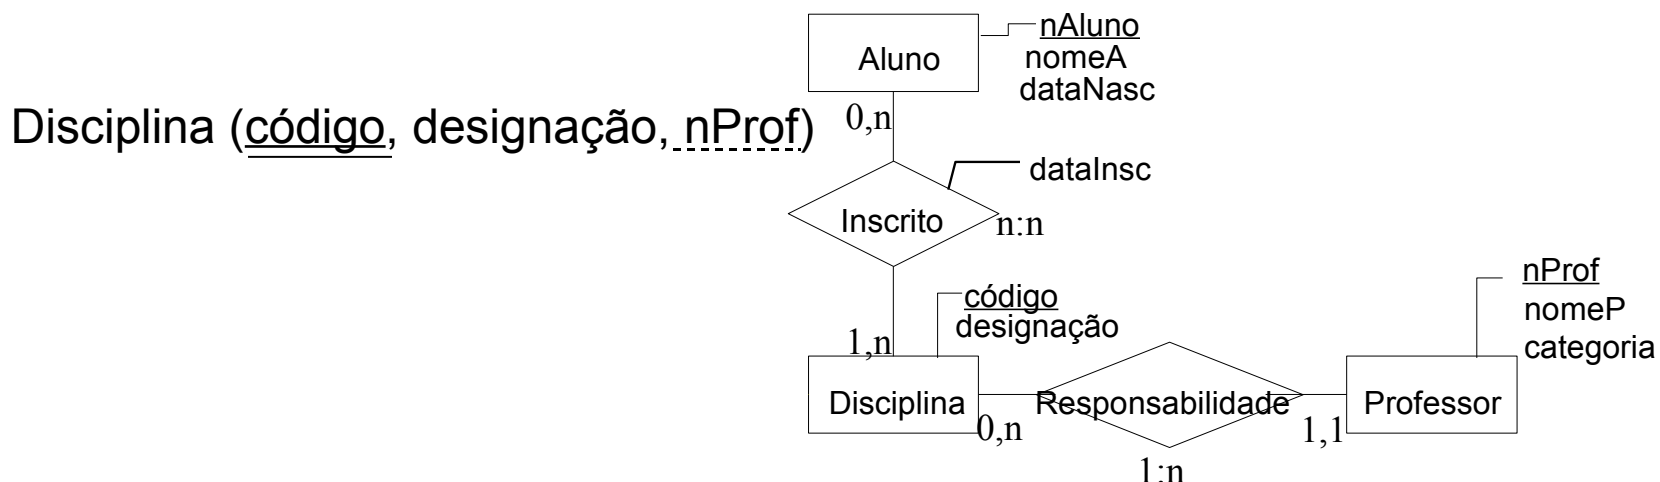 Disciplina (código, designação, nProf)
Aluno
nAluno
nomeA
dataNasc
0,n
dataInsc
Inscrito
n:n
código
designação
1,n
Disciplina
0,n
Responsabilidade
1:n
1,1
Professor
nProf
nomeP
categoria